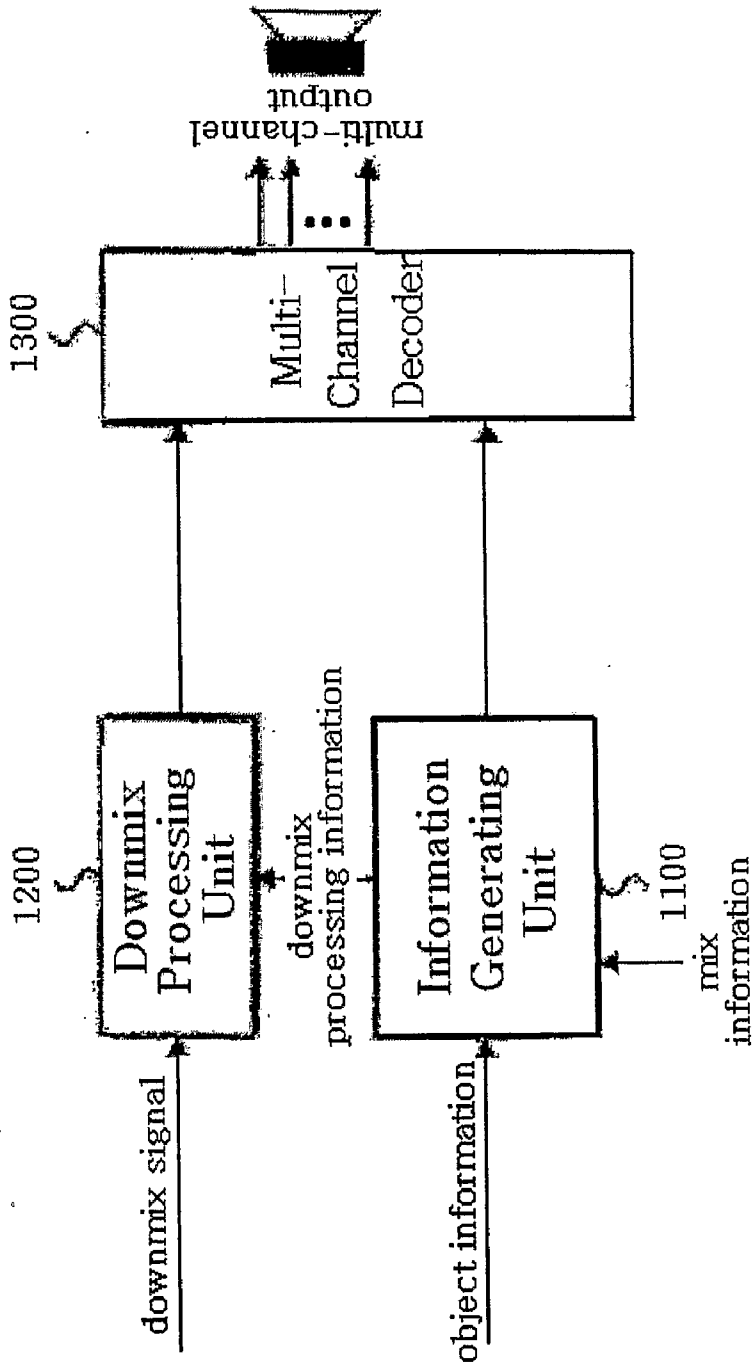 downmix signal
1200
Downmix
Processing
Unit
downmix
processing information
object information
Information
Generating
Unit
1100
mix
information
1300
Multi-
Channel
Decoder
multi-channel
output